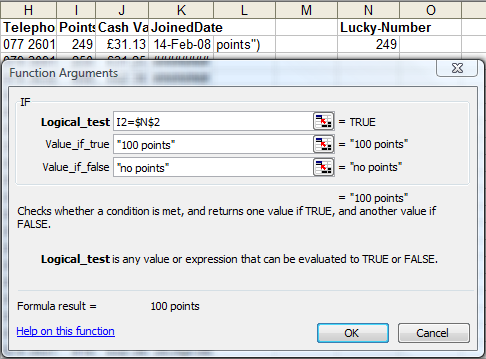 H I J K L M N O
Telepho Points Cash Va JoinedDate Lucky-Number
077 2601 249 £31.13 14-Feb-08 points") 249
########
Function Arguments
IF
Logical_test I2=$N$2 = TRUE
Value_if_true "100 points" = "100 points"
Value_if_false "no points" = "no points"
= "100 points"
Checks whether a condition is met, and returns one value if TRUE, and another value if
FALSE.
Logical_test is any value or expression that can be evaluated to TRUE or FALSE.
Formula result = 100 points
Help on this function OK Cancel